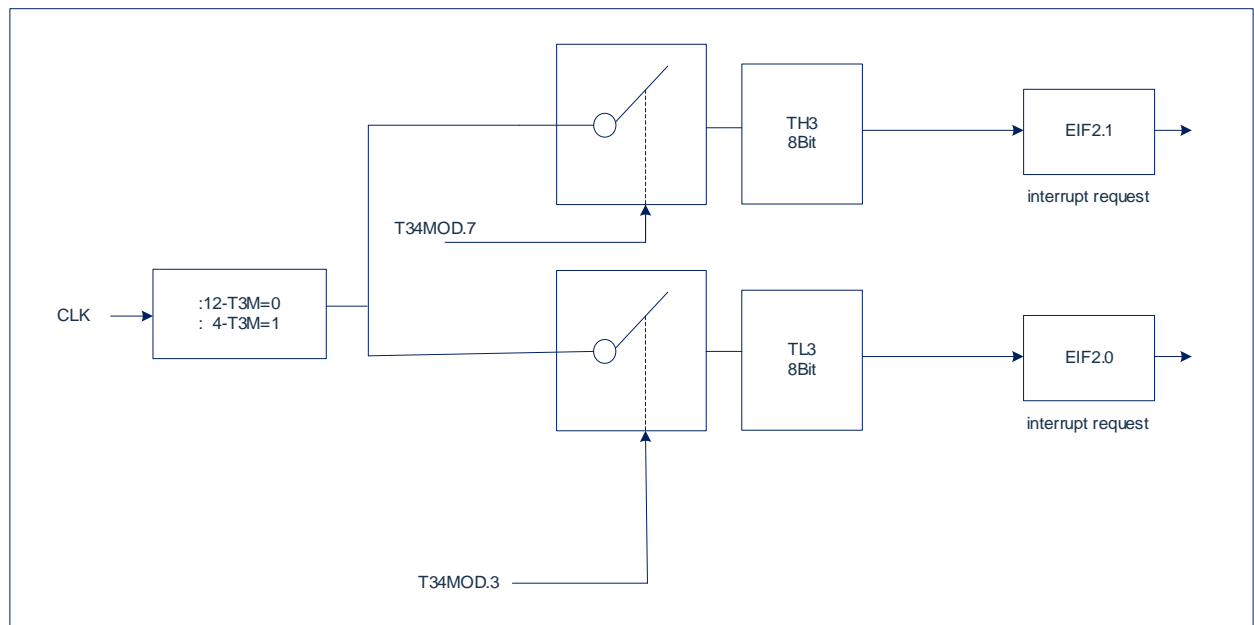 TH3
8Bit
EIF2.1
interrupt request
T34MOD.7
CLK
:12-T3M=0
: 4-T3M=1
TL3
8Bit
EIF2.0
interrupt request
T34MOD.3